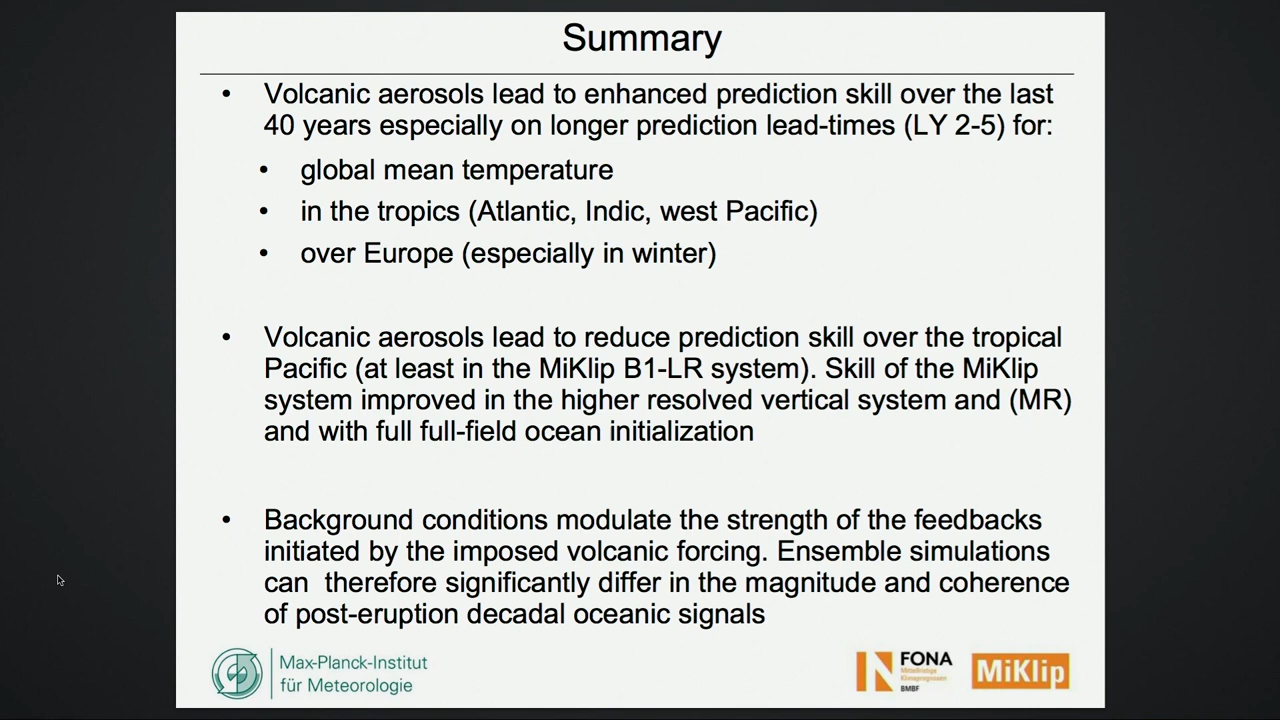 Summary
• Volcanic aerosols lead to enhanced prediction skill over the last
40 years especially on longer prediction lead-times (LY 2-5) for:
• global mean temperature
• in the tropics (Atlantic, Indic, west Pacific)
• over Europe (especially in winter)
• Volcanic aerosols lead to reduce prediction skill over the tropical
Pacific (at least in the MiKlip B1-LR system). Skill of the MiKlip
system improved in the higher resolved vertical system and (MR)
and with full full-field ocean initialization
• Background conditions modulate the strength of the feedbacks
initiated by the imposed volcanic forcing. Ensemble simulations
can therefore significantly differ in the magnitude and coherence
of post-eruption decadal oceanic signals
Max-Planck-Institut
für Meteorologie
FONA
Mittelfristige
Klimaprognosen
BMBF
MiKlip